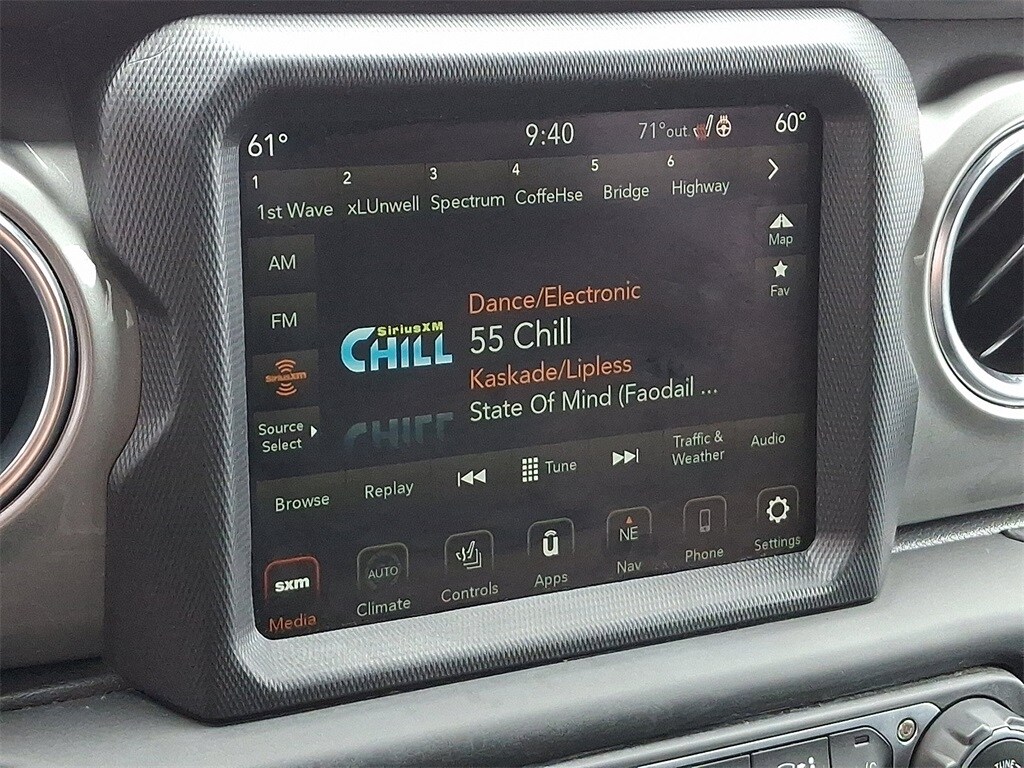 61° 9:40 71°out 60°
1 2 3 4 5 6
1st Wave xLUnwell Spectrum CoffeHse Bridge Highway
Map
Fav
AM
FM
SiriusXM
Source
Select
SiriusXM
CHILL
Dance/Electronic
55 Chill
Kaskade/Lipless
State Of Mind (Faodail ...
Browse Replay Tune Traffic &
Weather
Audio
sxm
Media
AUTO
Climate
Controls
Apps
NE
Nav
Phone
Settings
TUNE